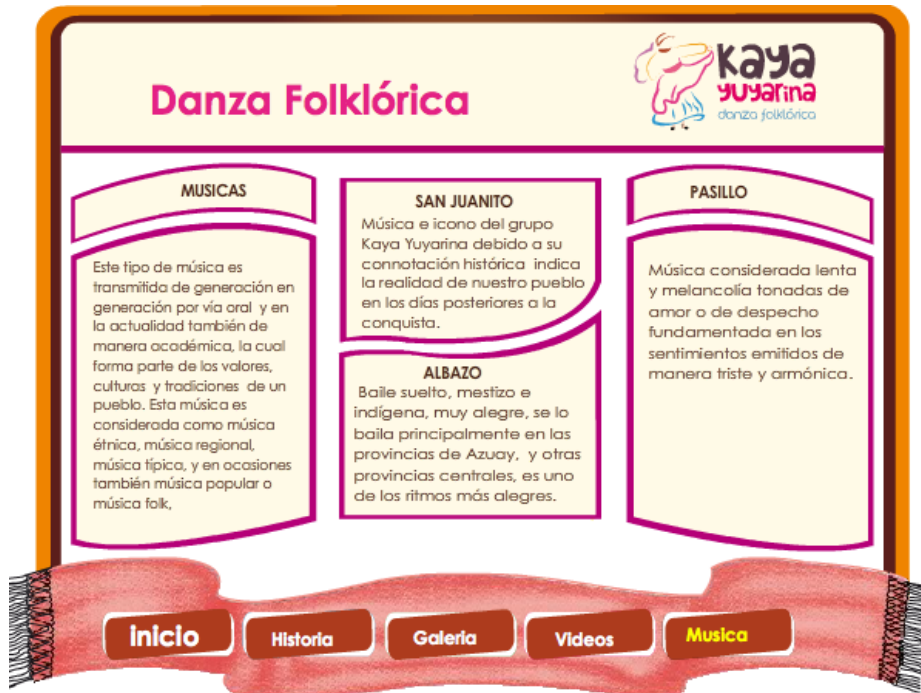 Danza Folklórica
kaya
yuyarina
danza folklórica
MUSICAS
Este tipo de música es
transmitida de generación en
generación por vía oral y en
la actualidad también de
manera académica, la cual
forma parte de los valores,
culturas y tradiciones de un
pueblo. Esta música es
considerada como música
étnica, música regional,
música típica, y en ocasiones
también música popular o
música folk,
SAN JUANITO
Música e icono del grupo
Kaya Yuyarina debido a su
connotación histórica indica
la realidad de nuestro pueblo
en los días posteriores a la
conquista.
ALBAZO
Baile suelto, mestizo e
indígena, muy alegre, se lo
baila principalmente en las
provincias de Azuay, y otras
provincias centrales, es uno
de los ritmos más alegres.
PASILLO
Música considerada lenta
y melancolía tonadas de
amor o de despecho
fundamentada en los
sentimientos emitidos de
manera triste y armónica.
inicio
Historia
Galeria
Videos
Musica